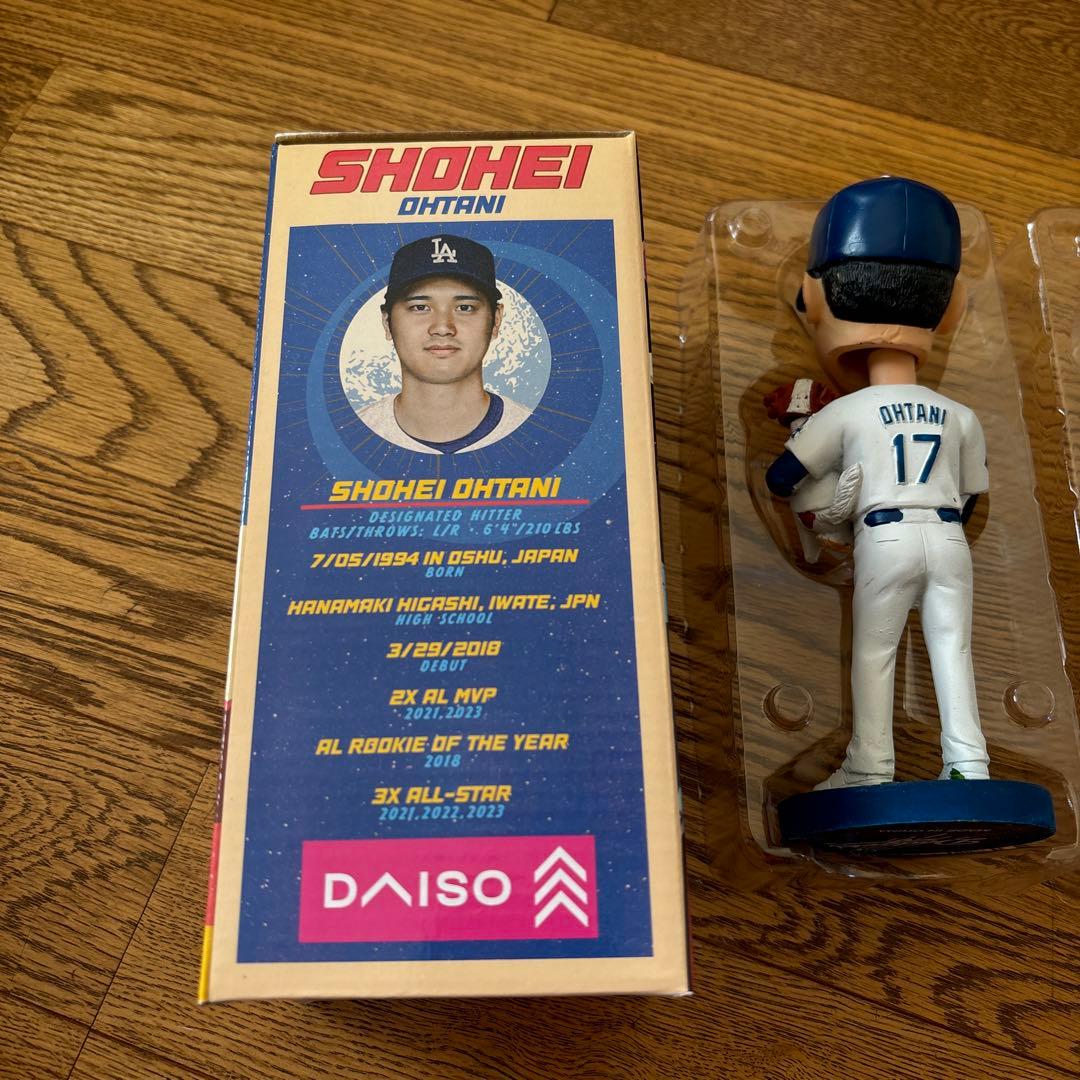 SHOHEI
OHTANI
LA
SHOHEI OHTANI
DESIGNATED HITTER
BATS/THROWS: L/R · 6'4"/210 LBS
7/05/1994 IN OSHU, JAPAN
BORN
HANAMAKI HIGASHI, IWATE, JPN
HIGH SCHOOL
3/29/2018
DEBUT
2X AL MVP
2021, 2023
AL ROOKIE OF THE YEAR
2018
3X ALL-STAR
2021, 2022, 2023
DAISO
OHTANI
17